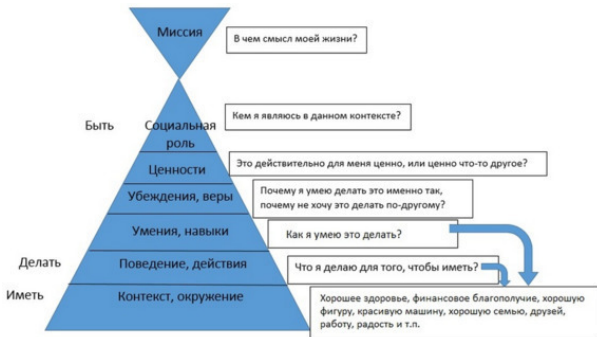 Миссия
В чем смысл моей жизни?
Быть
Социальная
роль
Кем я являюсь в данном контексте?
Ценности
Это действительно для меня ценно, или ценно что-то другое?
Убеждения, веры
Почему я умею делать это именно так,
почему не хочу это делать по-другому?
Умения, навыки
Как я умею это делать?
Делать
Поведение, действия
Что я делаю для того, чтобы иметь?
Иметь
Контекст, окружение
Хорошее здоровье, финансовое благополучие, хорошую
фигуру, красивую машину, хорошую семью, друзей,
работу, радость и т.п.